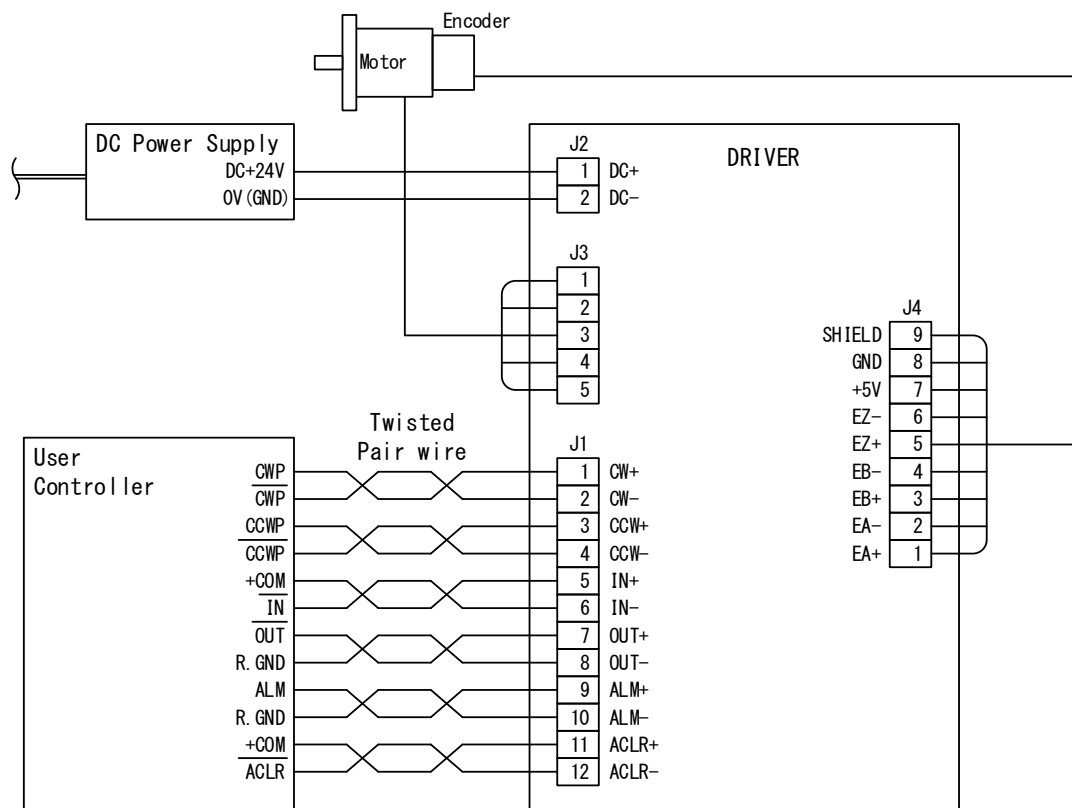 Encoder
Motor
DC Power Supply
DC+24V
0V(GND)
J2
1 DC+
2 DC-
DRIVER
J3
1
2
3
4
5
J4
SHIELD 9
GND 8
+5V 7
EZ- 6
EZ+ 5
EB- 4
EB+ 3
EA- 2
EA+ 1
Twisted
Pair wire
User
Controller
J1
CWP 1 CW+
CWP 2 CW-
CCWP 3 CCW+
CCWP 4 CCW-
+COM 5 IN+
IN 6 IN-
OUT 7 OUT+
R.GND 8 OUT-
ALM 9 ALM+
R.GND 10 ALM-
+COM 11 ACLR+
ACLR 12 ACLR-